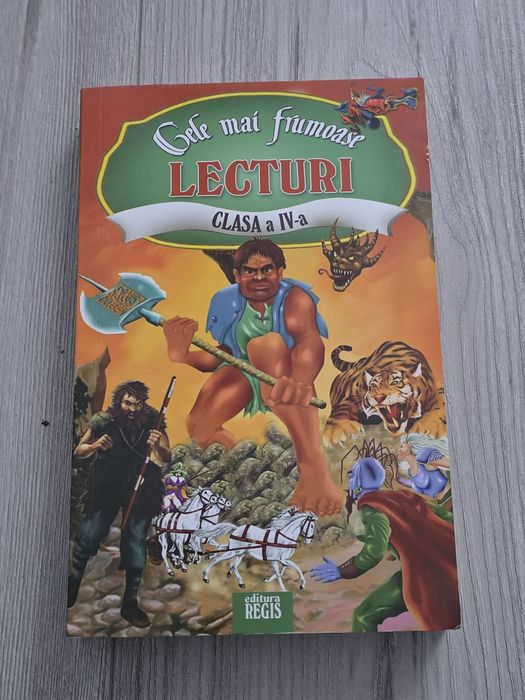 Cele mai frumoase
LECTURI
CLASA a IV-a
editura
REGIS